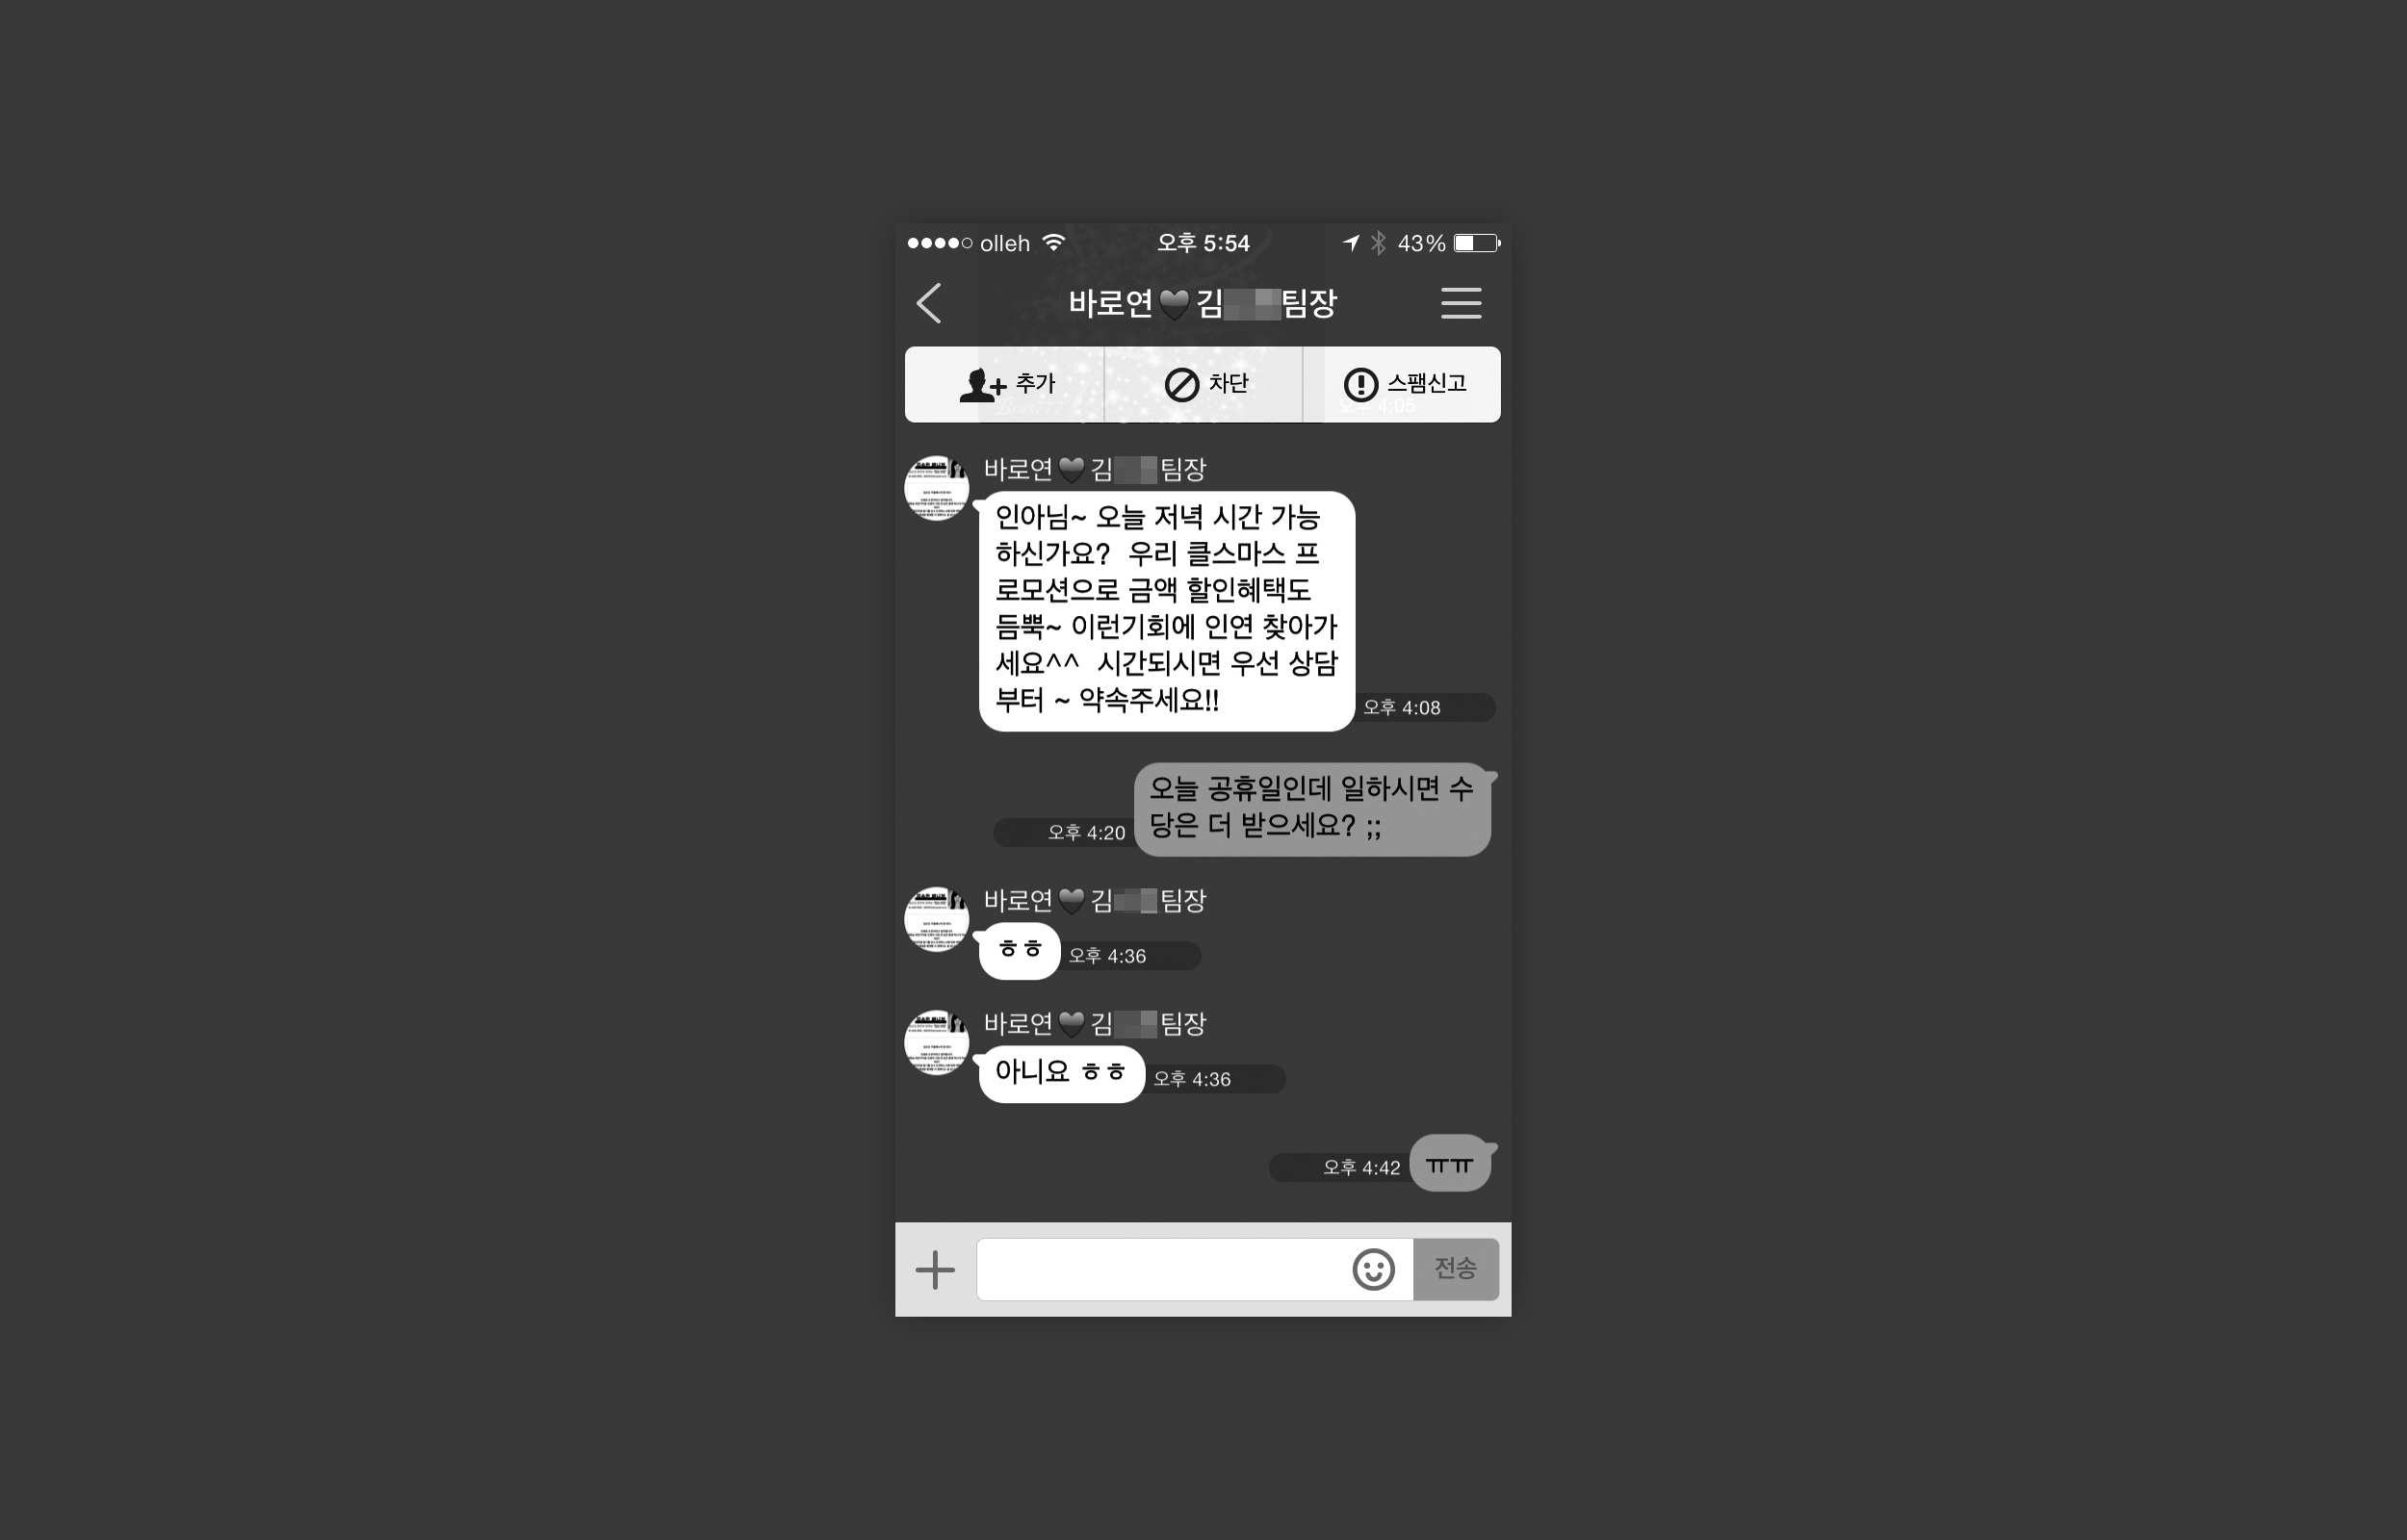 olleh 오후 5:54 43%
바로연🖤김 팀장
추가 차단 스팸신고
오후 4:05
바로연🖤김 팀장
인아님~ 오늘 저녁 시간 가능
하신가요? 우리 클스마스 프
로모션으로 금액 할인혜택도
듬뿍~ 이런기회에 인연 찾아가
세요^^ 시간되시면 우선 상담
부터 ~ 약속주세요!!
오후 4:08
오늘 공휴일인데 일하시면 수
당은 더 받으세요? ;;
오후 4:20
바로연🖤김 팀장
ㅎㅎ
오후 4:36
바로연🖤김 팀장
아니요 ㅎㅎ
오후 4:36
ㅠㅠ
오후 4:42
전송